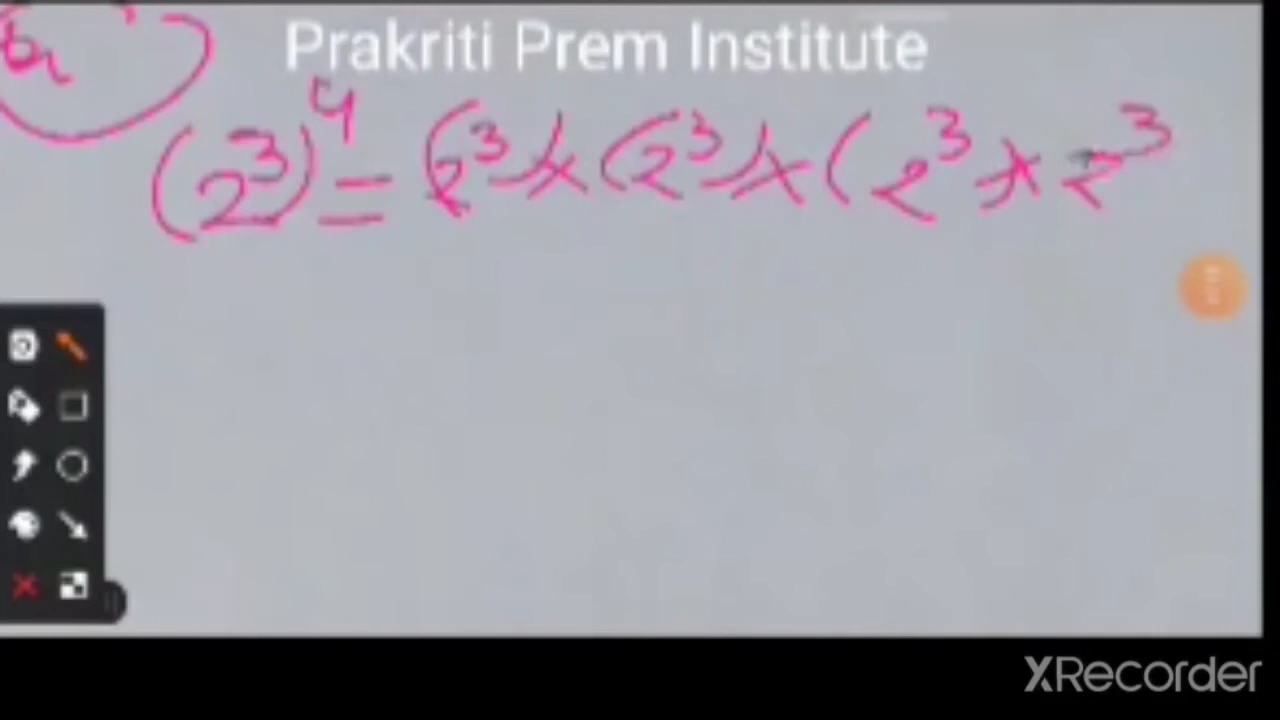 Prakriti Prem Institute
(2³)⁴ = (2³) × (2³) × (2³) × 2³
XRecorder